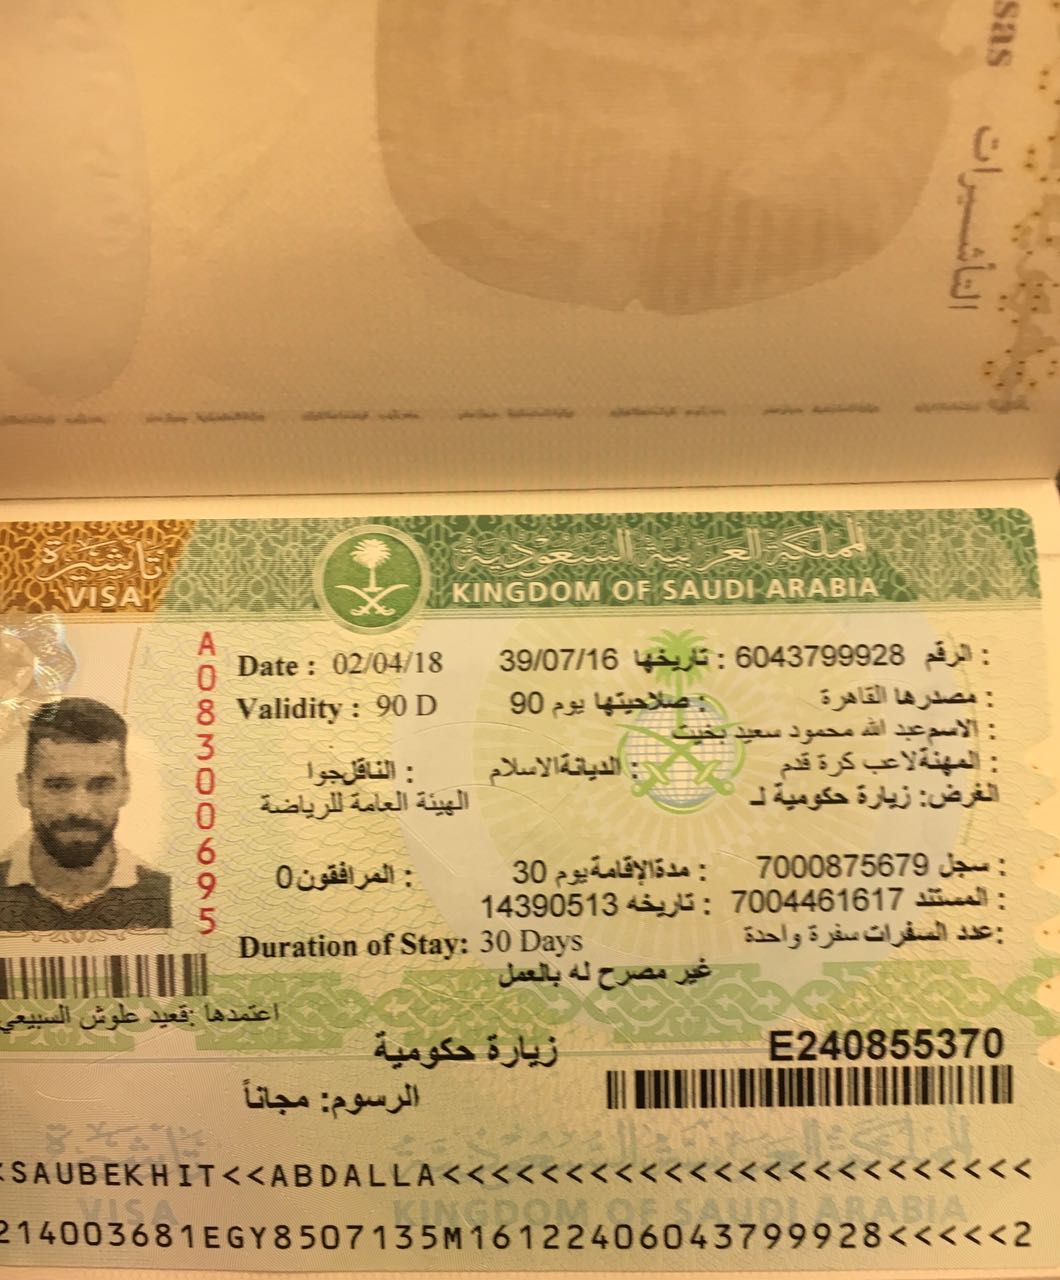 sas
التأشيرات
تأشيرة
VISA
المملكة العربية السعودية
KINGDOM OF SAUDI ARABIA
A08300695
Date : 02/04/18
الرقم : 6043799928 تاريخها : 39/07/16
Validity : 90 D
مصدرها القاهرة : صلاحيتها يوم 90 :
الاسم عبد الله محمود سعيد بخيت :
المهنة لاعب كرة قدم : الديانة الاسلام : الناقل جوا :
الغرض: زيارة حكومية لـ الهيئة العامة للرياضة
سجل : 7000875679 مدة الإقامة يوم 30 : المرافقون 0 :
المستند : 7004461617 تاريخه : 14390513
عدد السفرات سفرة واحدة:
Duration of Stay: 30 Days
غير مصرح له بالعمل
اعتمدها :قعيد علوش السبيعي
زيارة حكومية
E240855370
الرسوم: مجاناً
<SAUBEKHIT<<ABDALLA<<<<<<<<<<<<<<<<<<<<<<<
214003681EGY8507135M16122406043799928<<<<<2